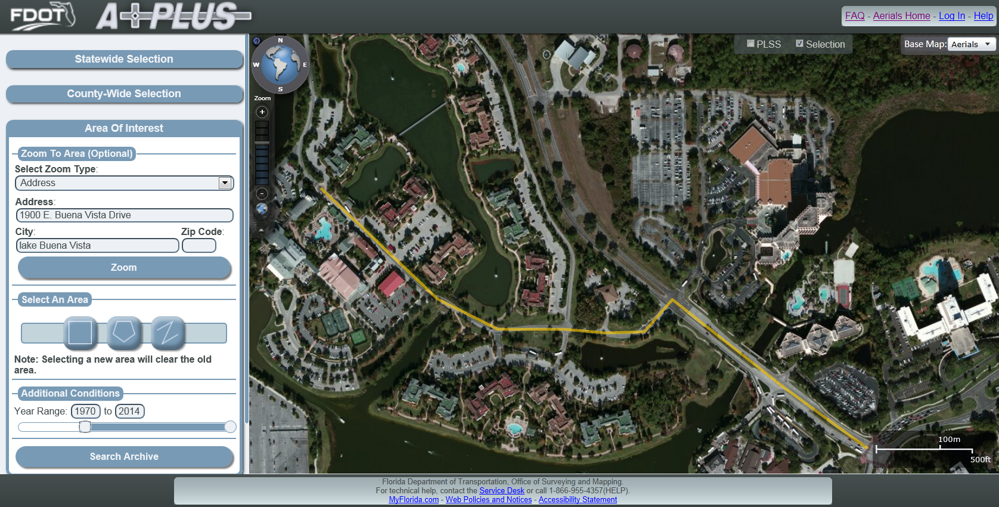 FDOT A+PLUS
FAQ - Aerials Home - Log In - Help
Statewide Selection
County-Wide Selection
Area Of Interest
Zoom To Area (Optional)
Select Zoom Type:
Address
Address:
1900 E. Buena Vista Drive
City: Zip Code:
lake Buena Vista
Zoom
Select An Area
Note: Selecting a new area will clear the old
area.
Additional Conditions
Year Range: 1970 to 2014
Search Archive
N
W E
S
Zoom
+
-
PLSS Selection
Base Map: Aerials
100m
500ft
Florida Department of Transportation, Office of Surveying and Mapping.
For technical help, contact the Service Desk or call 1-866-955-4357(HELP).
MyFlorida.com - Web Policies and Notices - Accessibility Statement